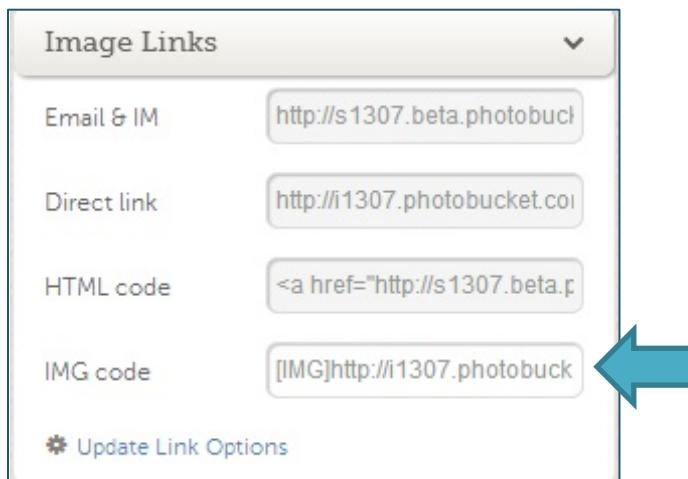 Image Links
Email & IM http://s1307.beta.photobuck
Direct link http://i1307.photobucket.co
HTML code <a href="http://s1307.beta.p
IMG code [IMG]http://i1307.photobuck
Update Link Options